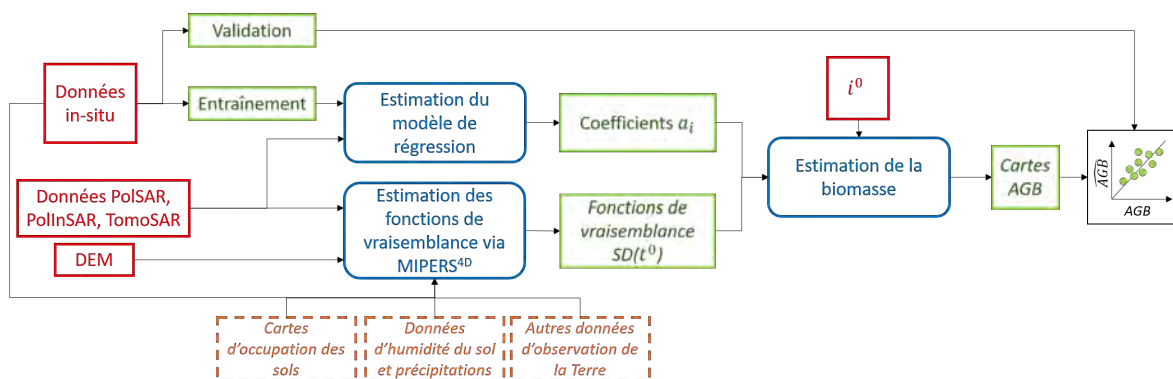 Validation
Données
in-situ
Entraînement
Estimation du
modèle de
régression
Coefficients aᵢ
i⁰
Estimation de la
biomasse
Cartes
AGB
ÂGB
AGB
Données PolSAR,
PolInSAR, TomoSAR
DEM
Estimation des
fonctions de
vraisemblance via
MIPERS⁴ᴰ
Fonctions de
vraisemblance
SD(t⁰)
Cartes
d'occupation des
sols
Données
d'humidité du sol
et précipitations
Autres données
d'observation de
la Terre